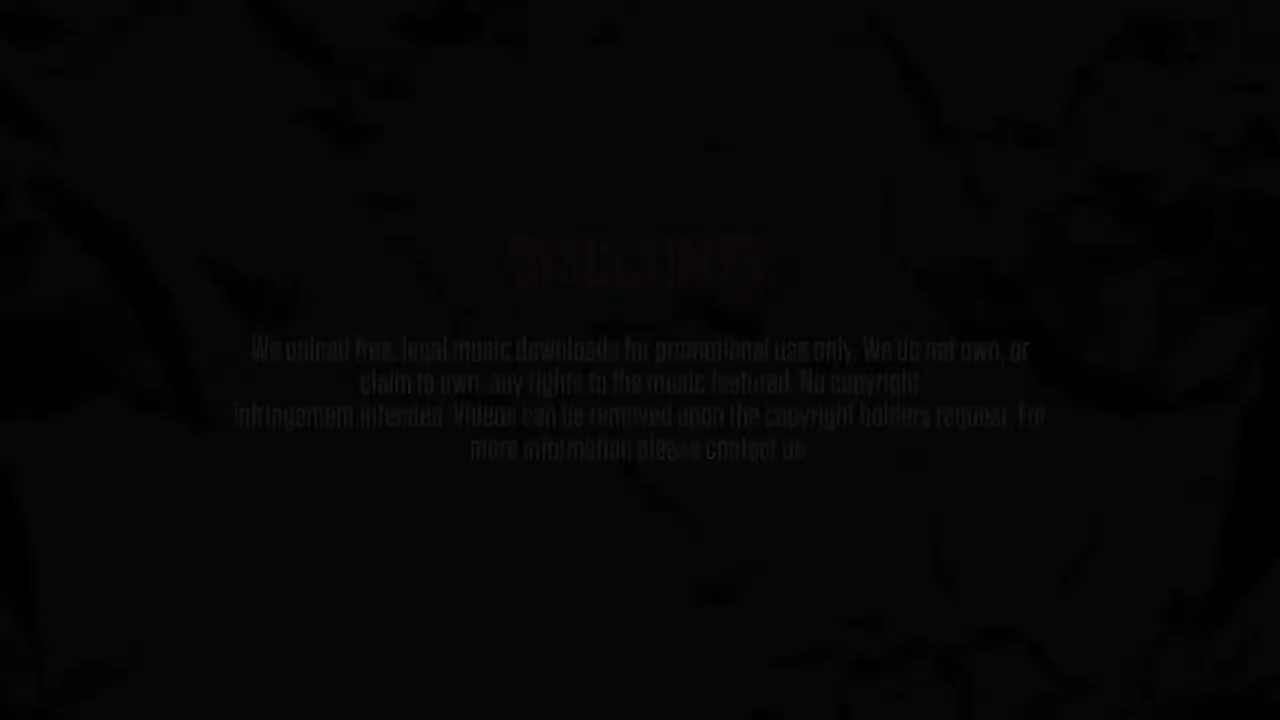 DISCLAIMER
We upload free, legal music downloads for promotional use only. We do not own, or
claim to own, any rights to the music featured. No copyright
infringement intended. Videos can be removed upon the copyright holders request. For
more information please contact us